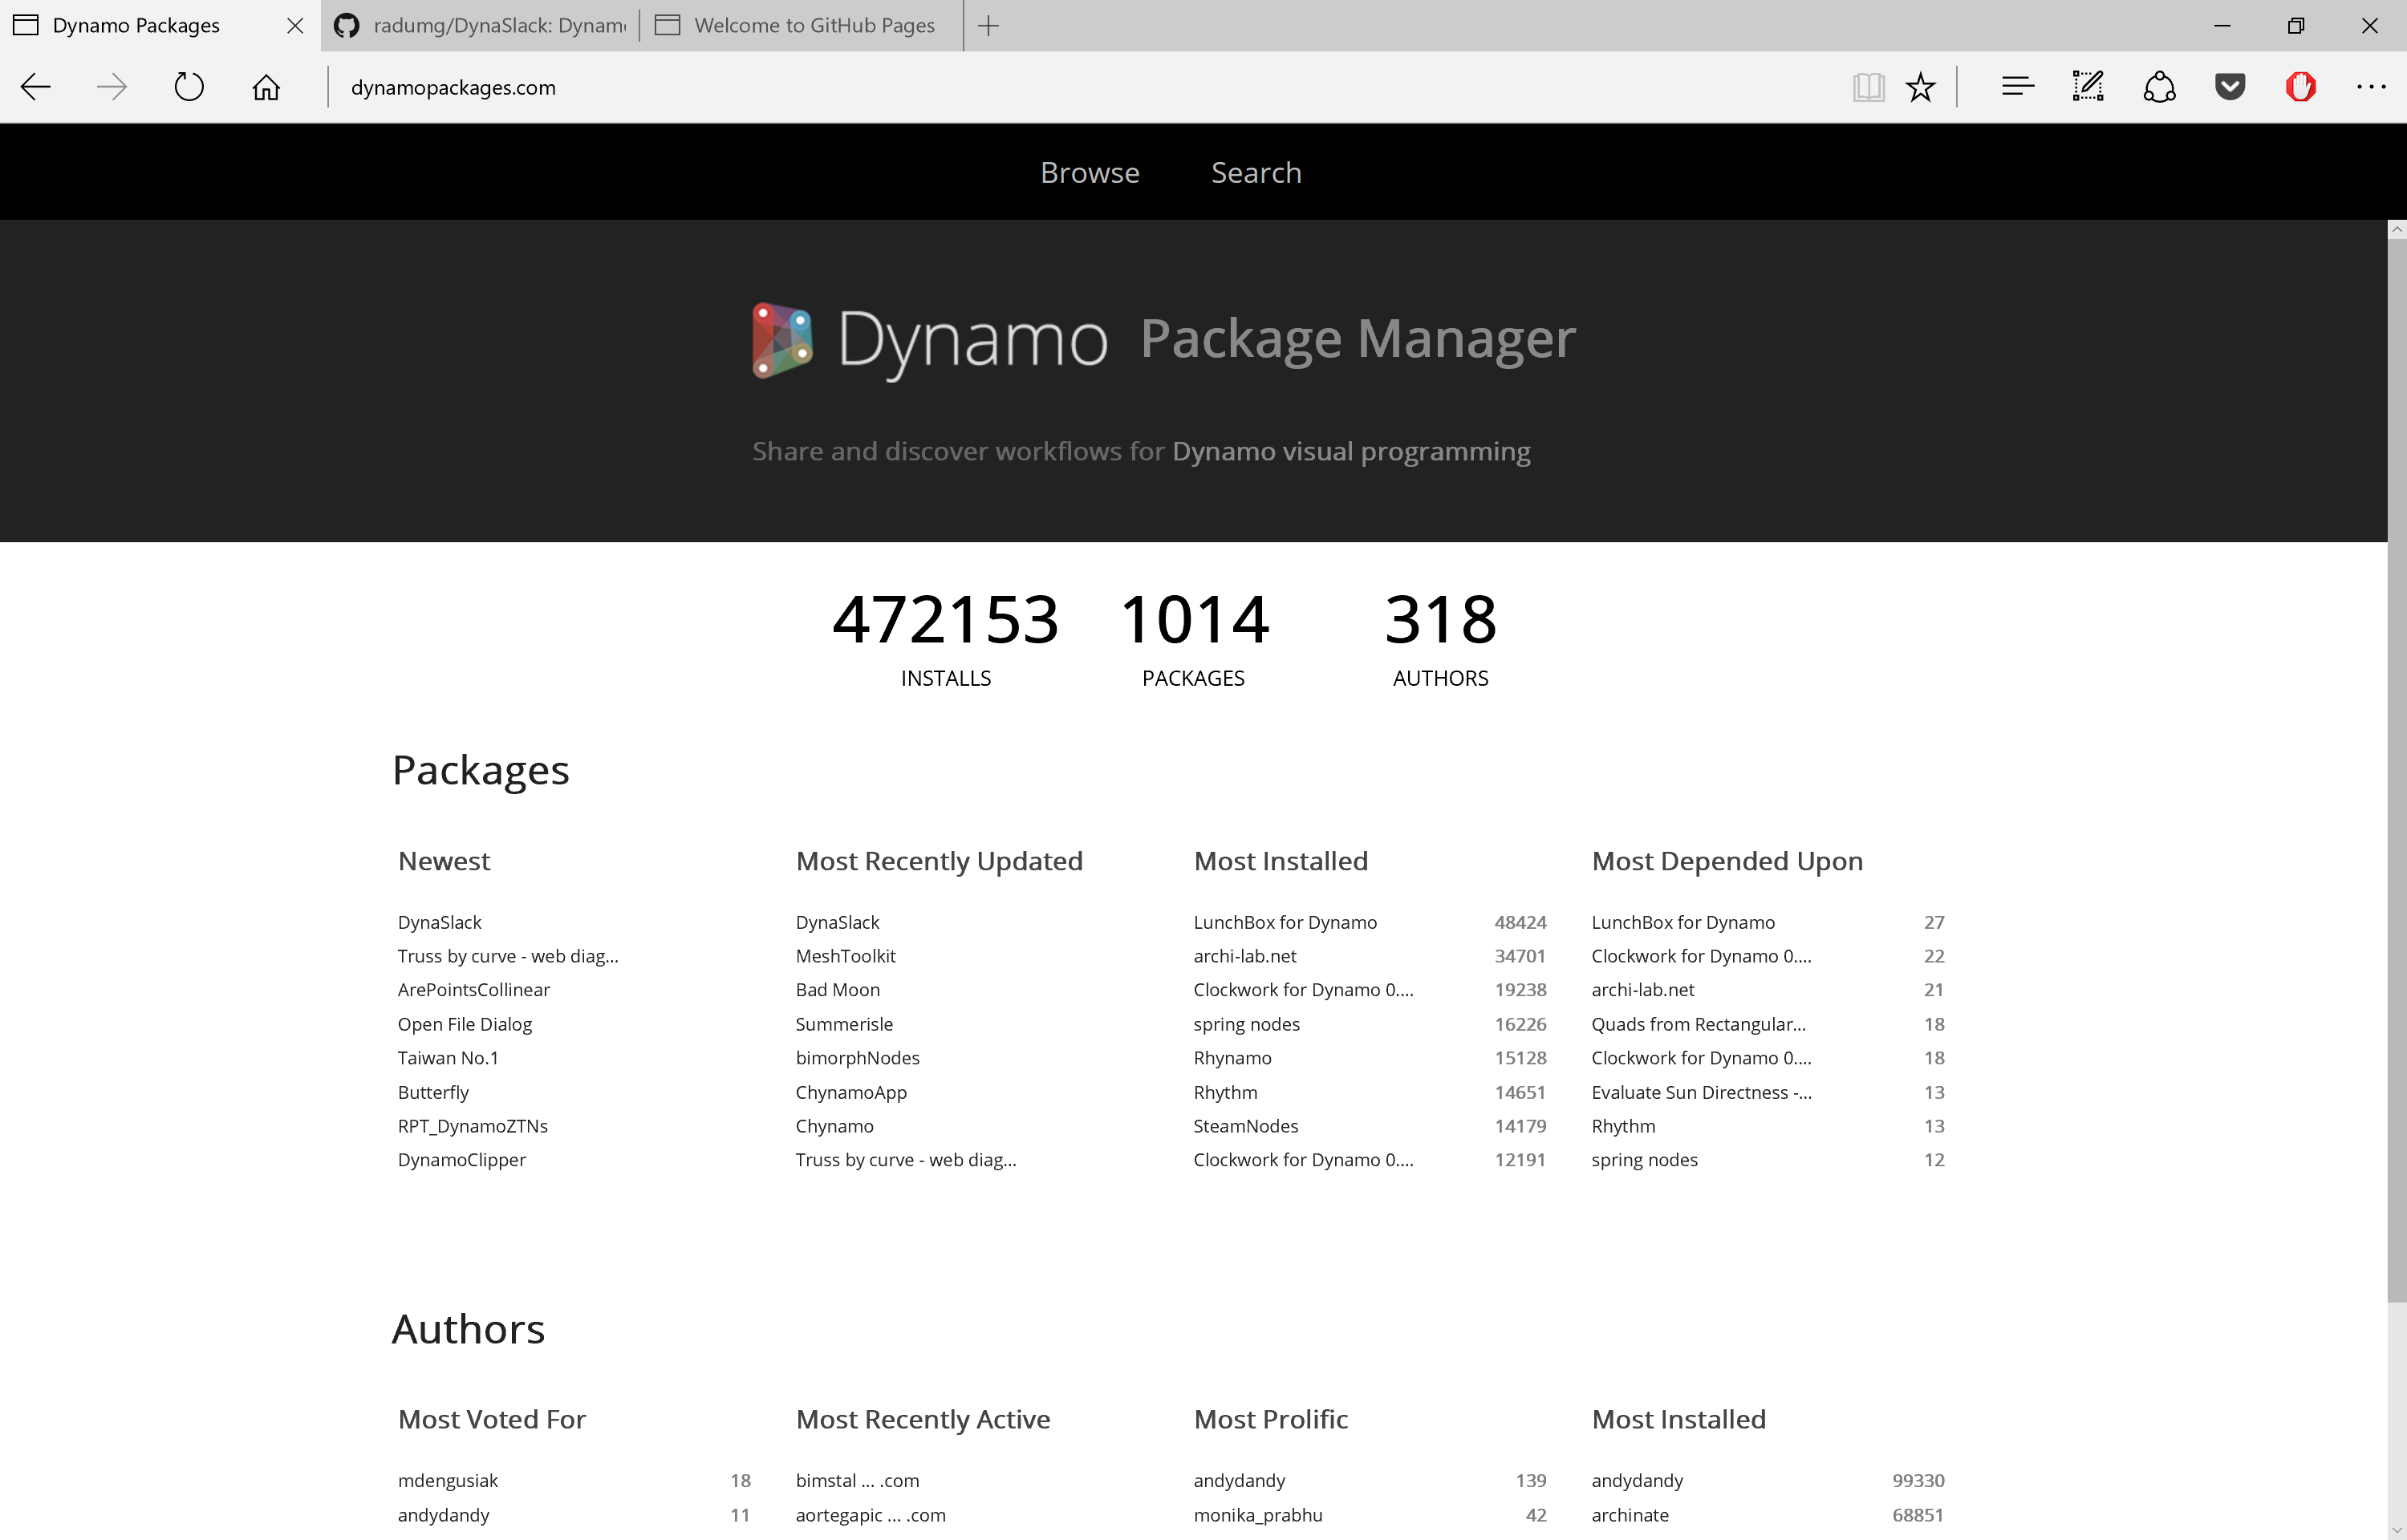 Dynamo Packages
radumg/DynaSlack: Dynam
Welcome to GitHub Pages
dynamopackages.com
Browse Search
Dynamo Package Manager
Share and discover workflows for Dynamo visual programming
472153 1014 318
INSTALLS PACKAGES AUTHORS
Packages
Newest
DynaSlack
Truss by curve - web diag...
ArePointsCollinear
Open File Dialog
Taiwan No.1
Butterfly
RPT_DynamoZTNs
DynamoClipper
Most Recently Updated
DynaSlack
MeshToolkit
Bad Moon
Summerisle
bimorphNodes
ChynamoApp
Chynamo
Truss by curve - web diag...
Most Installed
LunchBox for Dynamo 48424
archi-lab.net 34701
Clockwork for Dynamo 0.... 19238
spring nodes 16226
Rhynamo 15128
Rhythm 14651
SteamNodes 14179
Clockwork for Dynamo 0.... 12191
Most Depended Upon
LunchBox for Dynamo 27
Clockwork for Dynamo 0.... 22
archi-lab.net 21
Quads from Rectangular... 18
Clockwork for Dynamo 0.... 18
Evaluate Sun Directness -... 13
Rhythm 13
spring nodes 12
Authors
Most Voted For
mdengusiak 18
andydandy 11
Most Recently Active
bimstal ... .com
aortegapic ... .com
Most Prolific
andydandy 139
monika_prabhu 42
Most Installed
andydandy 99330
archinate 68851